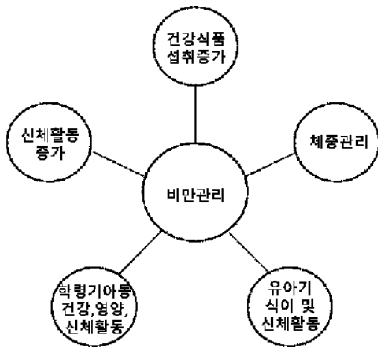 건강식품
섭취증가
신체활동
증가
체중관리
비만관리
학령기아동
건강,영양,
신체활동
유아기
식이 및
신체활동